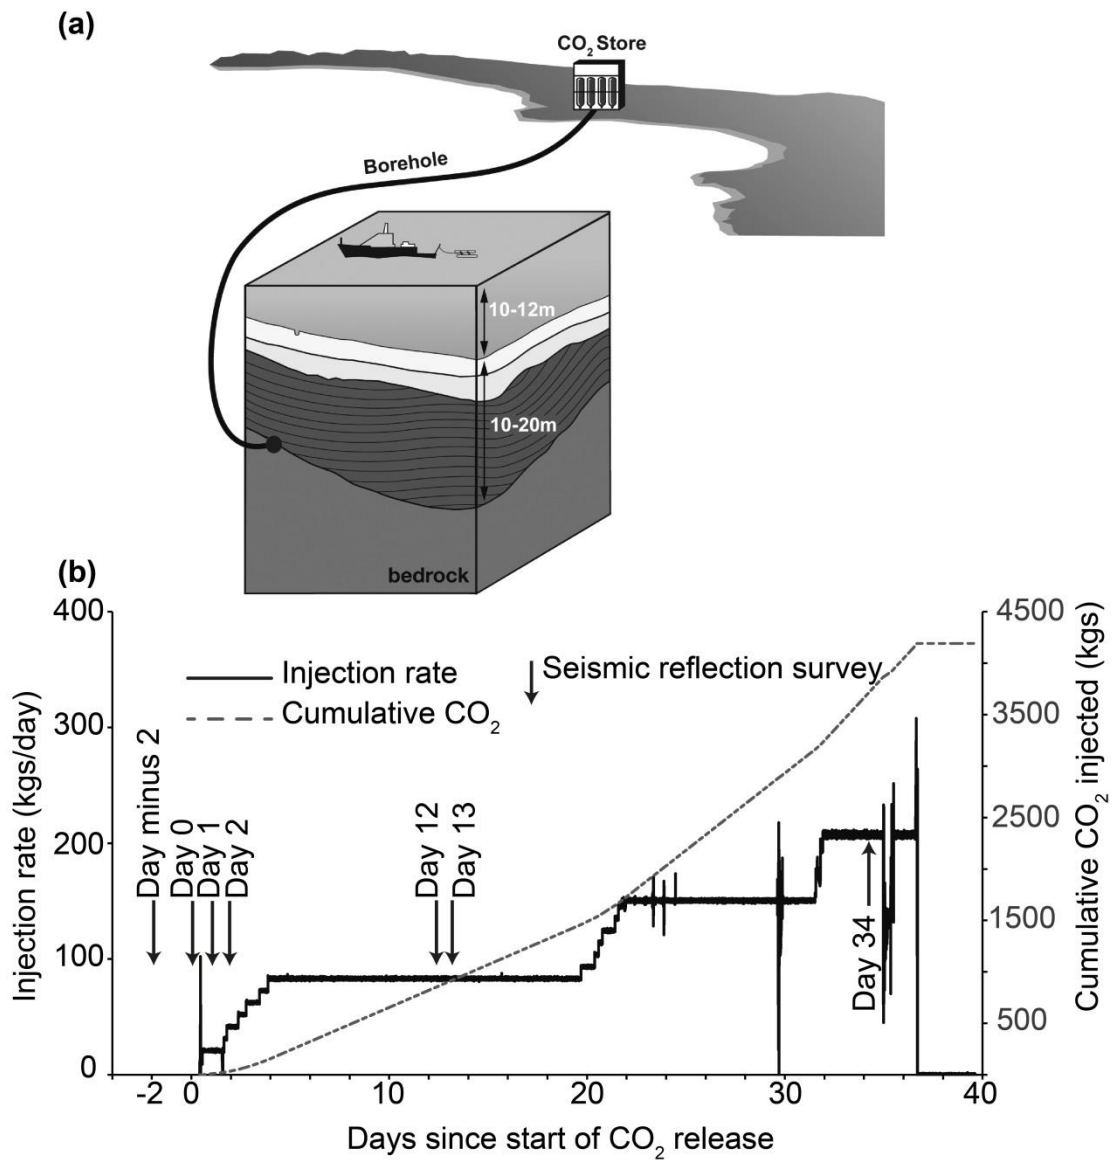 (a)
CO2 Store
Borehole
10-12m
10-20m
bedrock
(b)
400
300
200
100
0
Injection rate (kgs/day)
Injection rate
Cumulative CO2
Seismic reflection survey
Day minus 2
Day 0
Day 1
Day 2
Day 12
Day 13
Day 34
4500
3500
2500
1500
500
Cumulative CO2 injected (kgs)
-2
0
10
20
30
40
Days since start of CO2 release